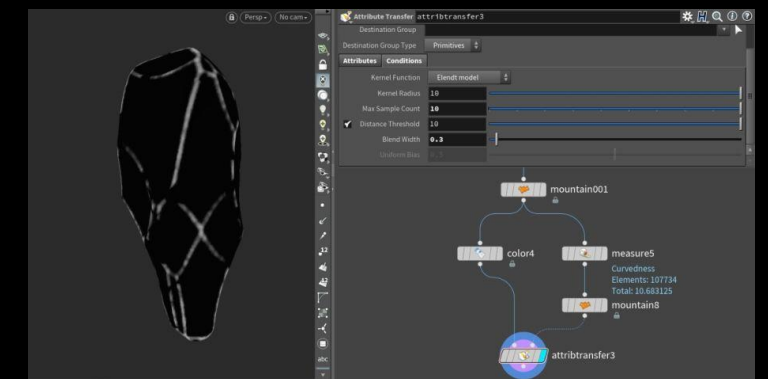 Persp
No cam
Attribute Transfer attribtransfer3
Destination Group
Destination Group Type Primitives
Attributes Conditions
Kernel Function Elendt model
Kernel Radius 10
Max Sample Count 10
Distance Threshold 10
Blend Width 0.3
Uniform Bias 0.5
mountain001
color4
measure5
Curvedness
Elements: 107734
Total: 10.683125
mountain8
attribtransfer3
abc